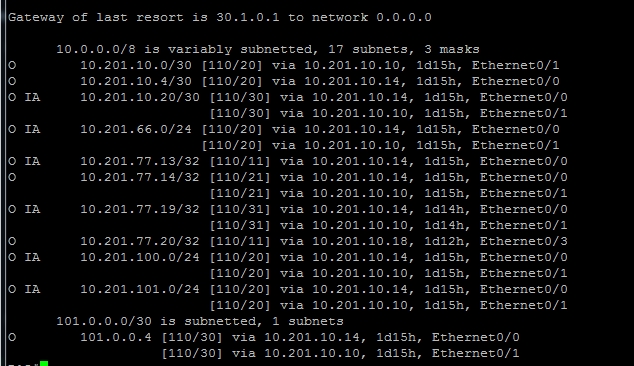 Gateway of last resort is 30.1.0.1 to network 0.0.0.0
10.0.0.0/8 is variably subnetted, 17 subnets, 3 masks
O 10.201.10.0/30 [110/20] via 10.201.10.10, 1d15h, Ethernet0/1
O 10.201.10.4/30 [110/20] via 10.201.10.14, 1d15h, Ethernet0/0
O IA 10.201.10.20/30 [110/30] via 10.201.10.14, 1d15h, Ethernet0/0
[110/30] via 10.201.10.10, 1d15h, Ethernet0/1
O IA 10.201.66.0/24 [110/20] via 10.201.10.14, 1d15h, Ethernet0/0
[110/20] via 10.201.10.10, 1d15h, Ethernet0/1
O IA 10.201.77.13/32 [110/11] via 10.201.10.14, 1d15h, Ethernet0/0
O 10.201.77.14/32 [110/21] via 10.201.10.14, 1d15h, Ethernet0/0
[110/21] via 10.201.10.10, 1d15h, Ethernet0/1
O IA 10.201.77.19/32 [110/31] via 10.201.10.14, 1d14h, Ethernet0/0
[110/31] via 10.201.10.10, 1d14h, Ethernet0/1
O 10.201.77.20/32 [110/11] via 10.201.10.18, 1d12h, Ethernet0/3
O IA 10.201.100.0/24 [110/20] via 10.201.10.14, 1d15h, Ethernet0/0
[110/20] via 10.201.10.10, 1d15h, Ethernet0/1
O IA 10.201.101.0/24 [110/20] via 10.201.10.14, 1d15h, Ethernet0/0
[110/20] via 10.201.10.10, 1d15h, Ethernet0/1
101.0.0.0/30 is subnetted, 1 subnets
O 101.0.0.4 [110/30] via 10.201.10.14, 1d15h, Ethernet0/0
[110/30] via 10.201.10.10, 1d15h, Ethernet0/1